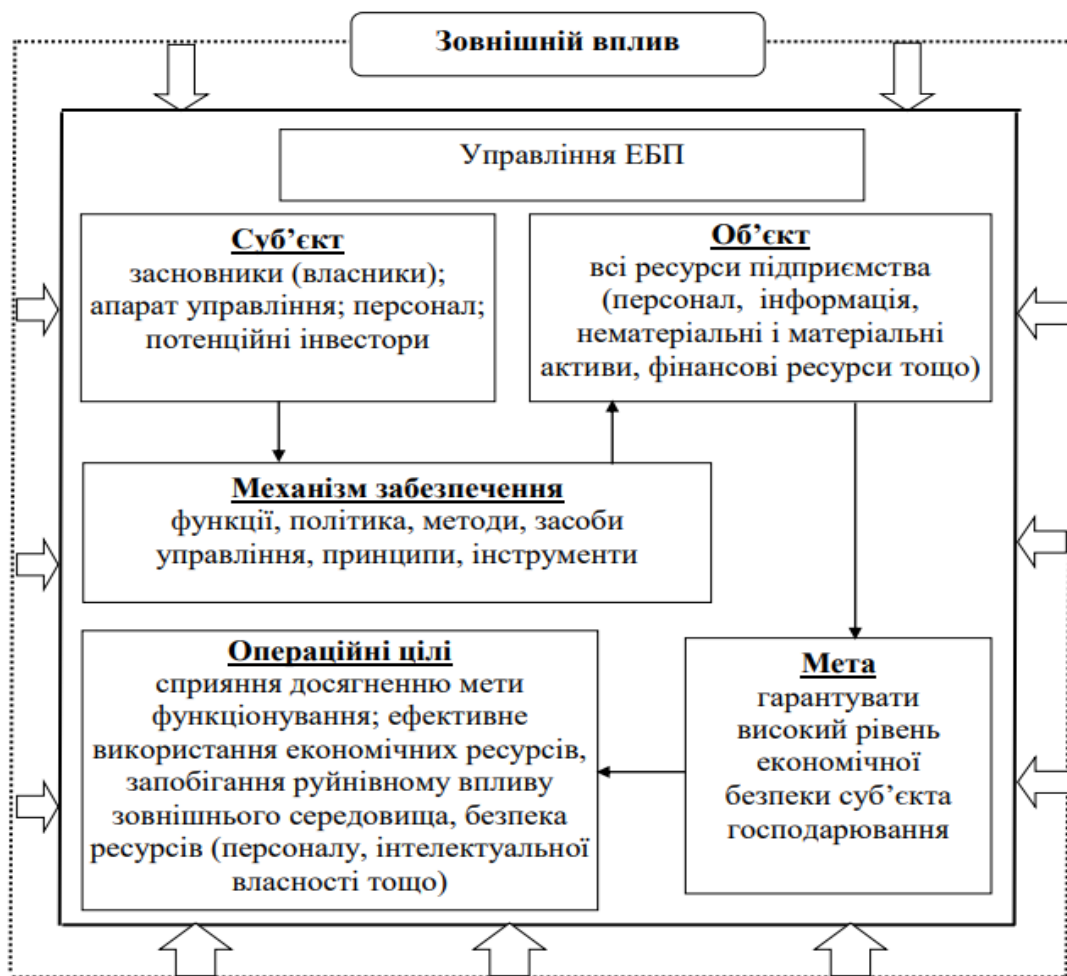 Зовнішній вплив
Управління ЕБП
Суб’єкт
засновники (власники);
апарат управління; персонал;
потенційні інвестори
Об’єкт
всі ресурси підприємства
(персонал, інформація,
нематеріальні і матеріальні
активи, фінансові ресурси тощо)
Механізм забезпечення
функції, політика, методи, засоби
управління, принципи, інструменти
Операційні цілі
сприяння досягненню мети
функціонування; ефективне
використання економічних ресурсів,
запобігання руйнівному впливу
зовнішнього середовища, безпека
ресурсів (персоналу, інтелектуальної
власності тощо)
Мета
гарантувати
високий рівень
економічної
безпеки суб’єкта
господарювання